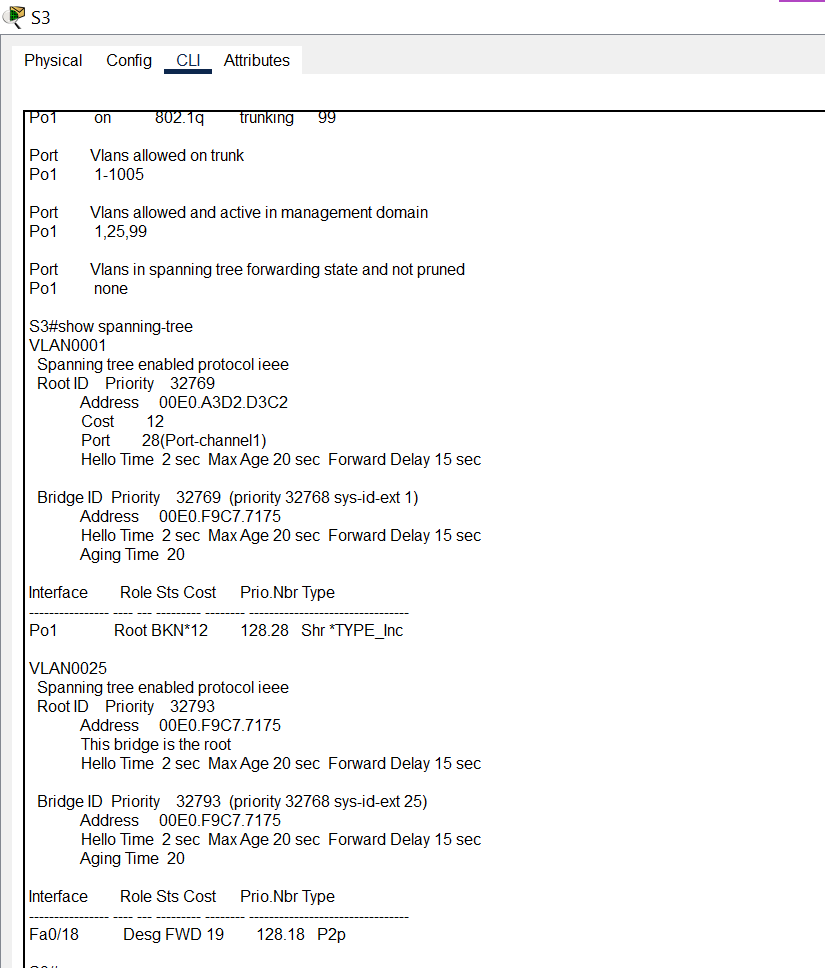 S3
Physical Config CLI Attributes
Po1 on 802.1q trunking 99
Port Vlans allowed on trunk
Po1 1-1005
Port Vlans allowed and active in management domain
Po1 1,25,99
Port Vlans in spanning tree forwarding state and not pruned
Po1 none
S3#show spanning-tree
VLAN0001
Spanning tree enabled protocol ieee
Root ID Priority 32769
Address 00E0.A3D2.D3C2
Cost 12
Port 28(Port-channel1)
Hello Time 2 sec Max Age 20 sec Forward Delay 15 sec
Bridge ID Priority 32769 (priority 32768 sys-id-ext 1)
Address 00E0.F9C7.7175
Hello Time 2 sec Max Age 20 sec Forward Delay 15 sec
Aging Time 20
Interface Role Sts Cost Prio.Nbr Type
---------------- ---- --- --------- -------- --------------------------------
Po1 Root BKN*12 128.28 Shr *TYPE_Inc
VLAN0025
Spanning tree enabled protocol ieee
Root ID Priority 32793
Address 00E0.F9C7.7175
This bridge is the root
Hello Time 2 sec Max Age 20 sec Forward Delay 15 sec
Bridge ID Priority 32793 (priority 32768 sys-id-ext 25)
Address 00E0.F9C7.7175
Hello Time 2 sec Max Age 20 sec Forward Delay 15 sec
Aging Time 20
Interface Role Sts Cost Prio.Nbr Type
---------------- ---- --- --------- -------- --------------------------------
Fa0/18 Desg FWD 19 128.18 P2p